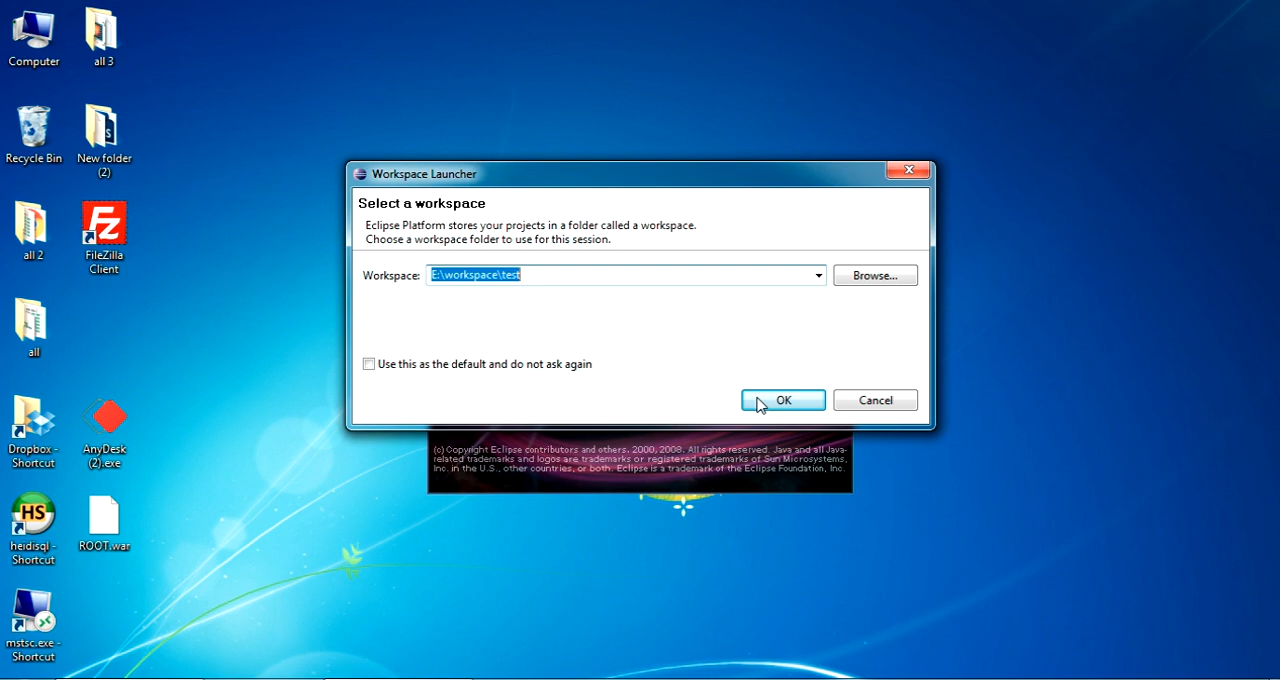 Computer
all 3
Recycle Bin
New folder
(2)
all 2
FileZilla
Client
all
Dropbox -
Shortcut
AnyDesk
(2).exe
HS
heidisql -
Shortcut
ROOT.war
mstsc.exe -
Shortcut
Workspace Launcher
Select a workspace
Eclipse Platform stores your projects in a folder called a workspace.
Choose a workspace folder to use for this session.
Workspace: E:\workspace\test Browse...
Use this as the default and do not ask again
OK Cancel
(c) Copyright Eclipse contributors and others, 2000, 2008. All rights reserved. Java and all Java-
related trademarks and logos are trademarks or registered trademarks of Sun Microsystems,
Inc. in the U.S., other countries, or both. Eclipse is a trademark of the Eclipse Foundation, Inc.